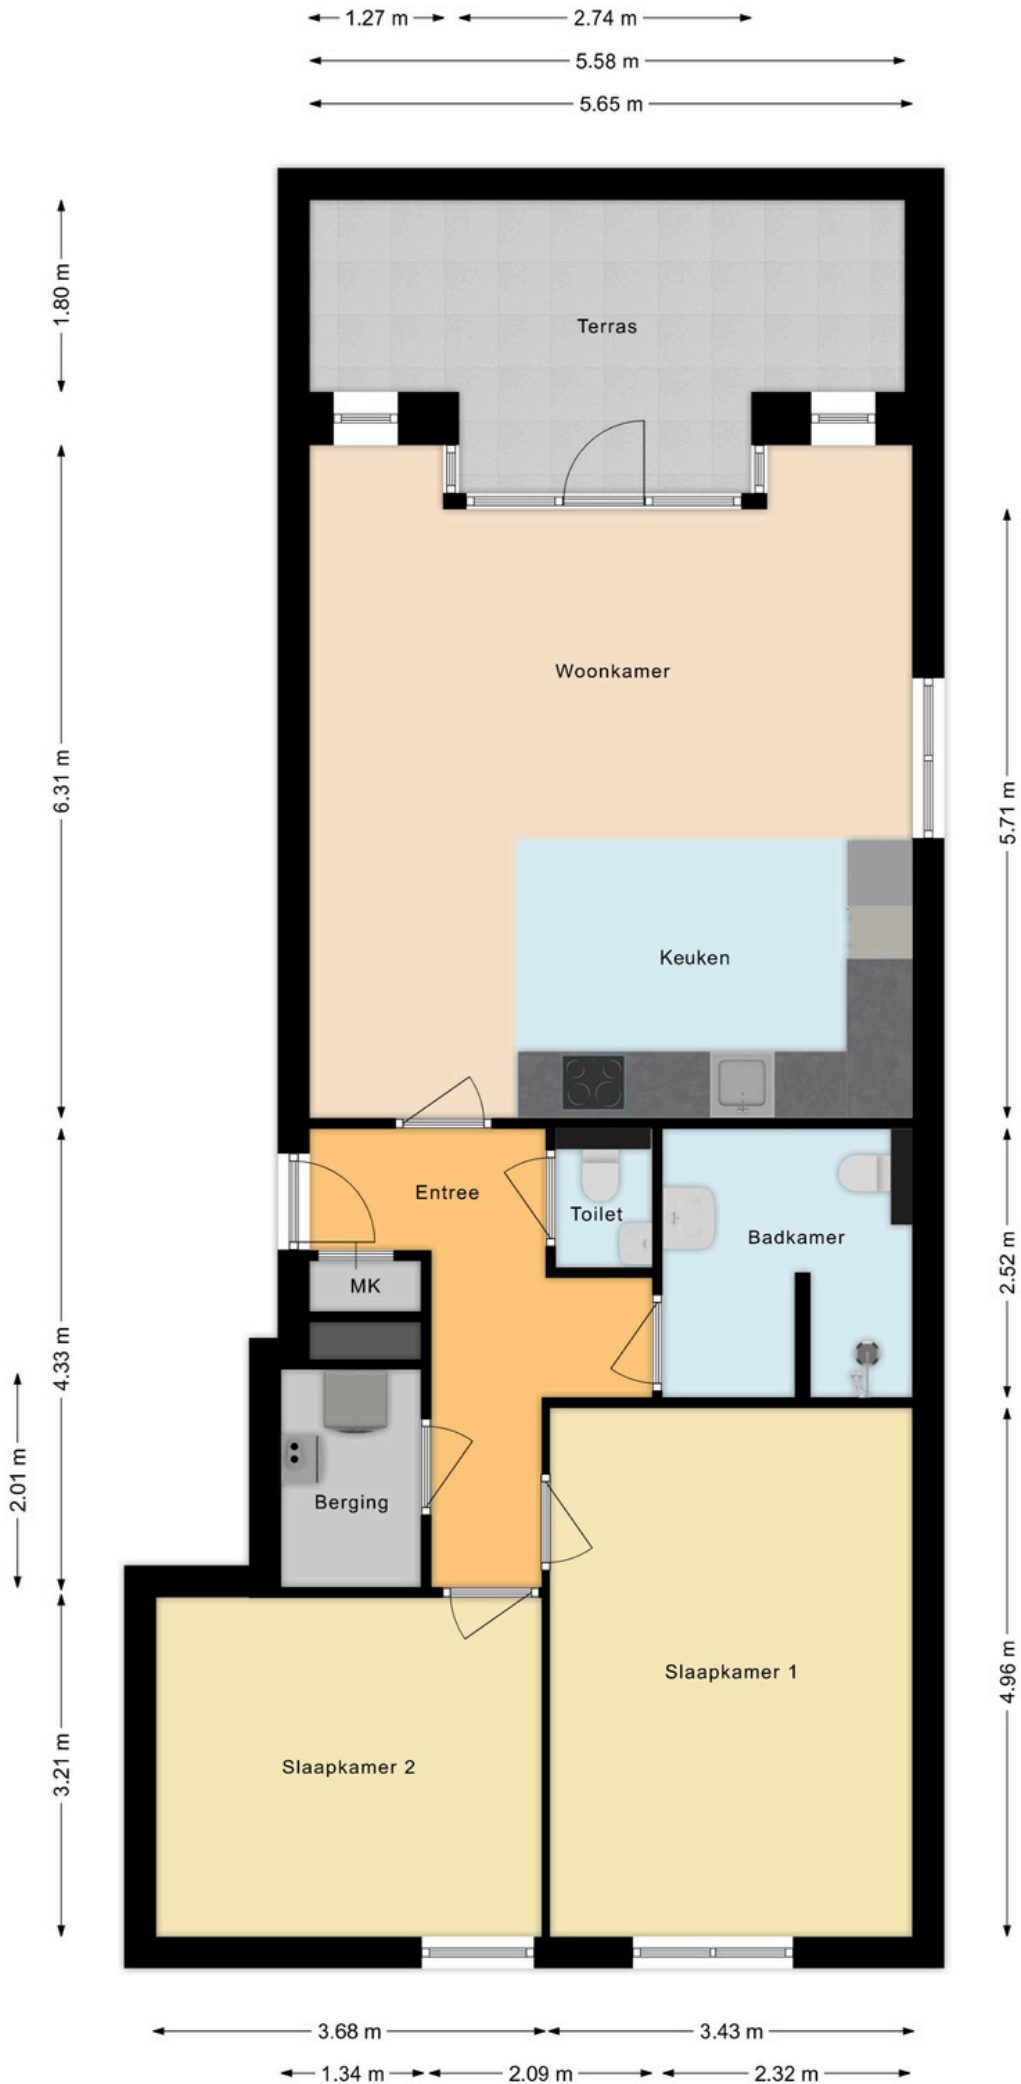 1.27 m
2.74 m
5.58 m
5.65 m
1.80 m
Terras
6.31 m
Woonkamer
5.71 m
Keuken
Entree
Toilet
Badkamer
2.52 m
MK
4.33 m
2.01 m
Berging
Slaapkamer 1
4.96 m
Slaapkamer 2
3.21 m
3.68 m
3.43 m
1.34 m
2.09 m
2.32 m